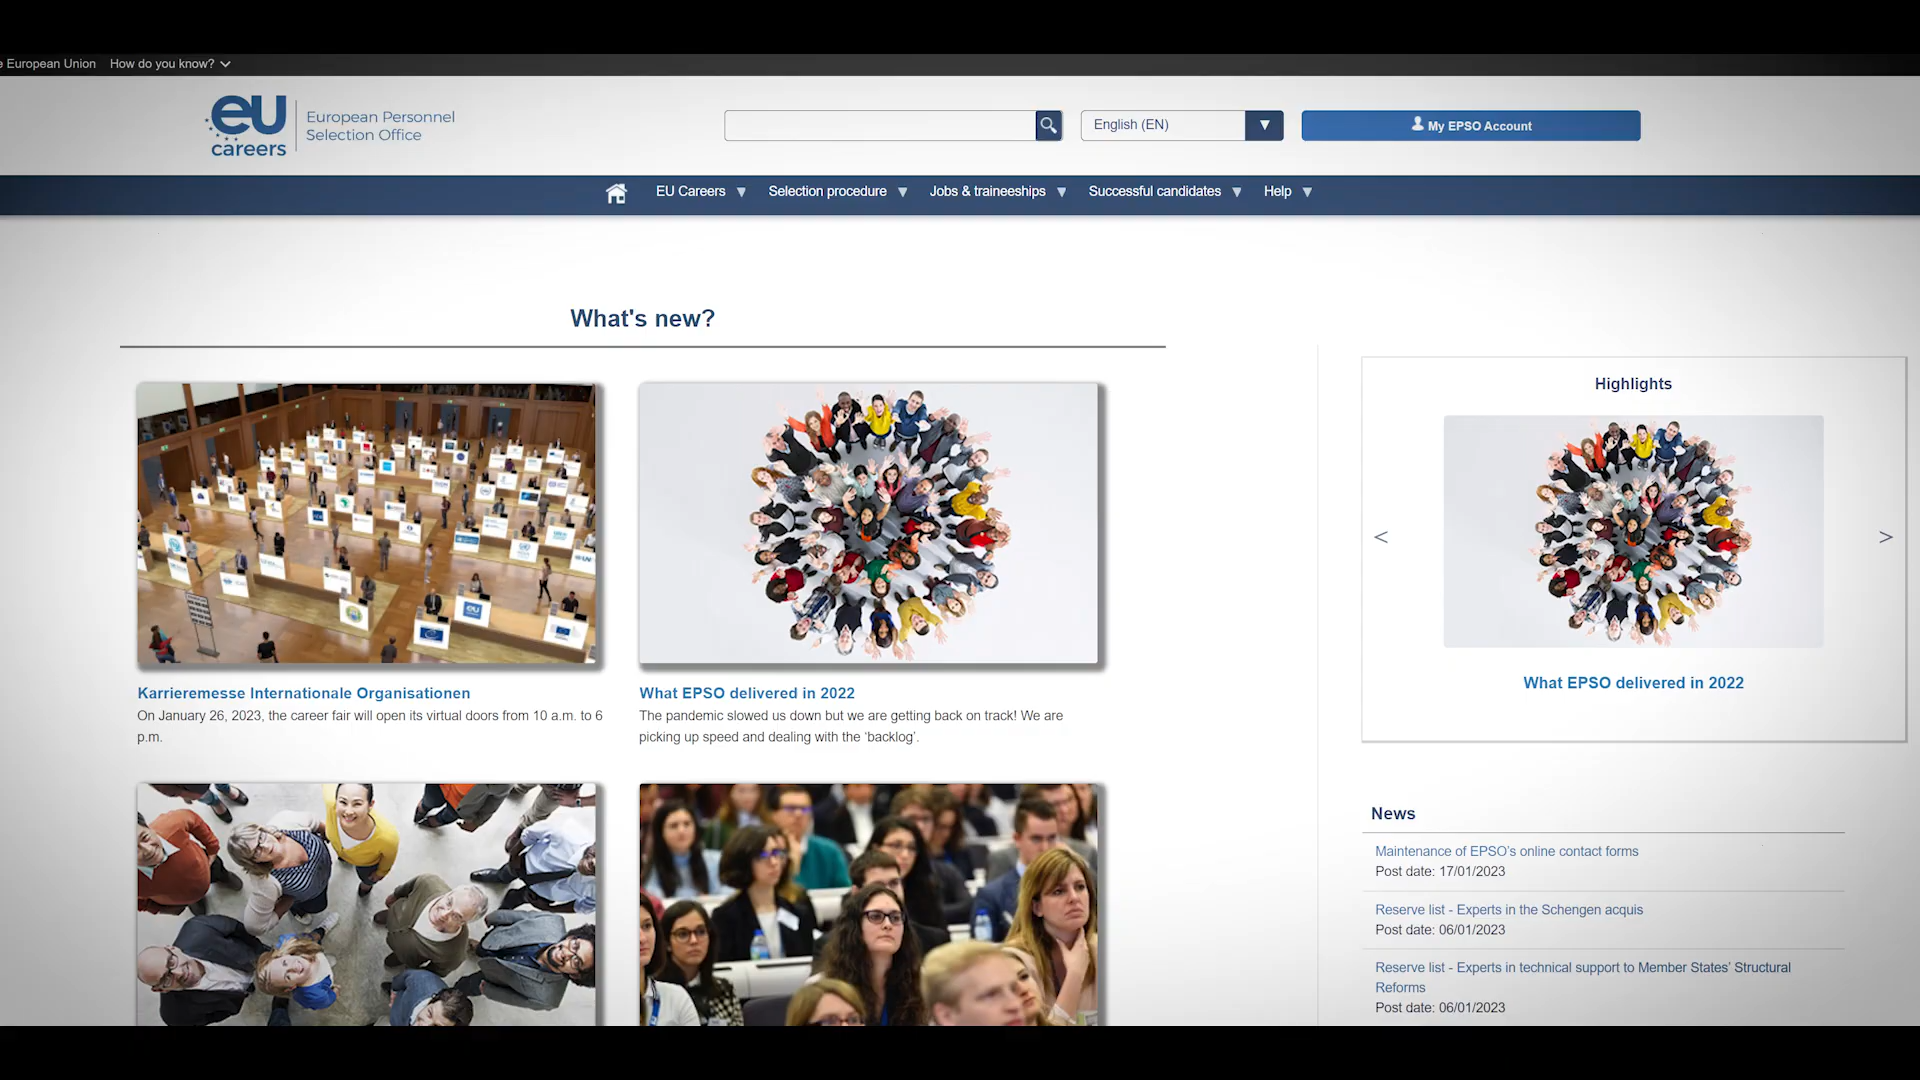 European Union How do you know?
eu careers
European Personnel
Selection Office
English (EN)
My EPSO Account
EU Careers
Selection procedure
Jobs & traineeships
Successful candidates
Help
What's new?
Karrieremesse Internationale Organisationen
On January 26, 2023, the career fair will open its virtual doors from 10 a.m. to 6
p.m.
What EPSO delivered in 2022
The pandemic slowed us down but we are getting back on track! We are
picking up speed and dealing with the ‘backlog’.
Highlights
< >
What EPSO delivered in 2022
News
Maintenance of EPSO’s online contact forms
Post date: 17/01/2023
Reserve list - Experts in the Schengen acquis
Post date: 06/01/2023
Reserve list - Experts in technical support to Member States’ Structural
Reforms
Post date: 06/01/2023